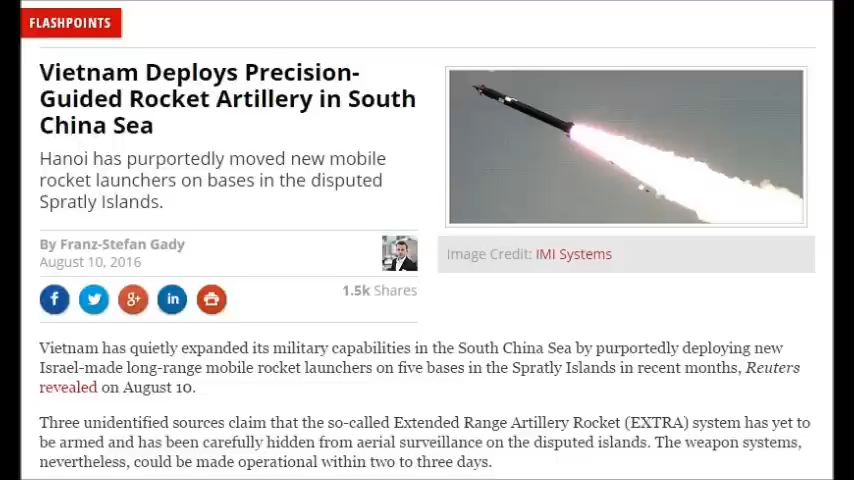 FLASHPOINTS
Vietnam Deploys Precision-
Guided Rocket Artillery in South
China Sea
Hanoi has purportedly moved new mobile
rocket launchers on bases in the disputed
Spratly Islands.
By Franz-Stefan Gady
August 10, 2016
1.5k Shares
Image Credit: IMI Systems
Vietnam has quietly expanded its military capabilities in the South China Sea by purportedly deploying new
Israel-made long-range mobile rocket launchers on five bases in the Spratly Islands in recent months, Reuters
revealed on August 10.
Three unidentified sources claim that the so-called Extended Range Artillery Rocket (EXTRA) system has yet to
be armed and has been carefully hidden from aerial surveillance on the disputed islands. The weapon systems,
nevertheless, could be made operational within two to three days.